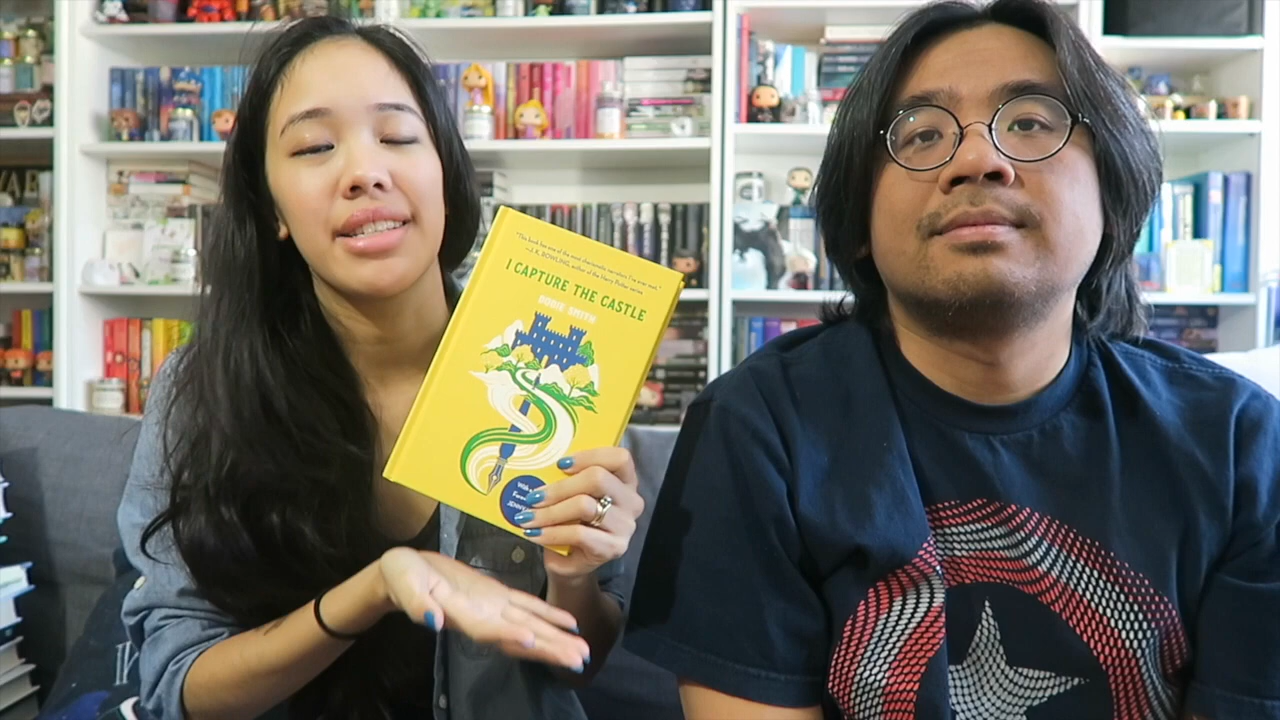 "This book has one of the most charismatic narrators I've ever met."
—J. K. ROWLING, author of the Harry Potter series
I CAPTURE THE CASTLE
DODIE SMITH
With a